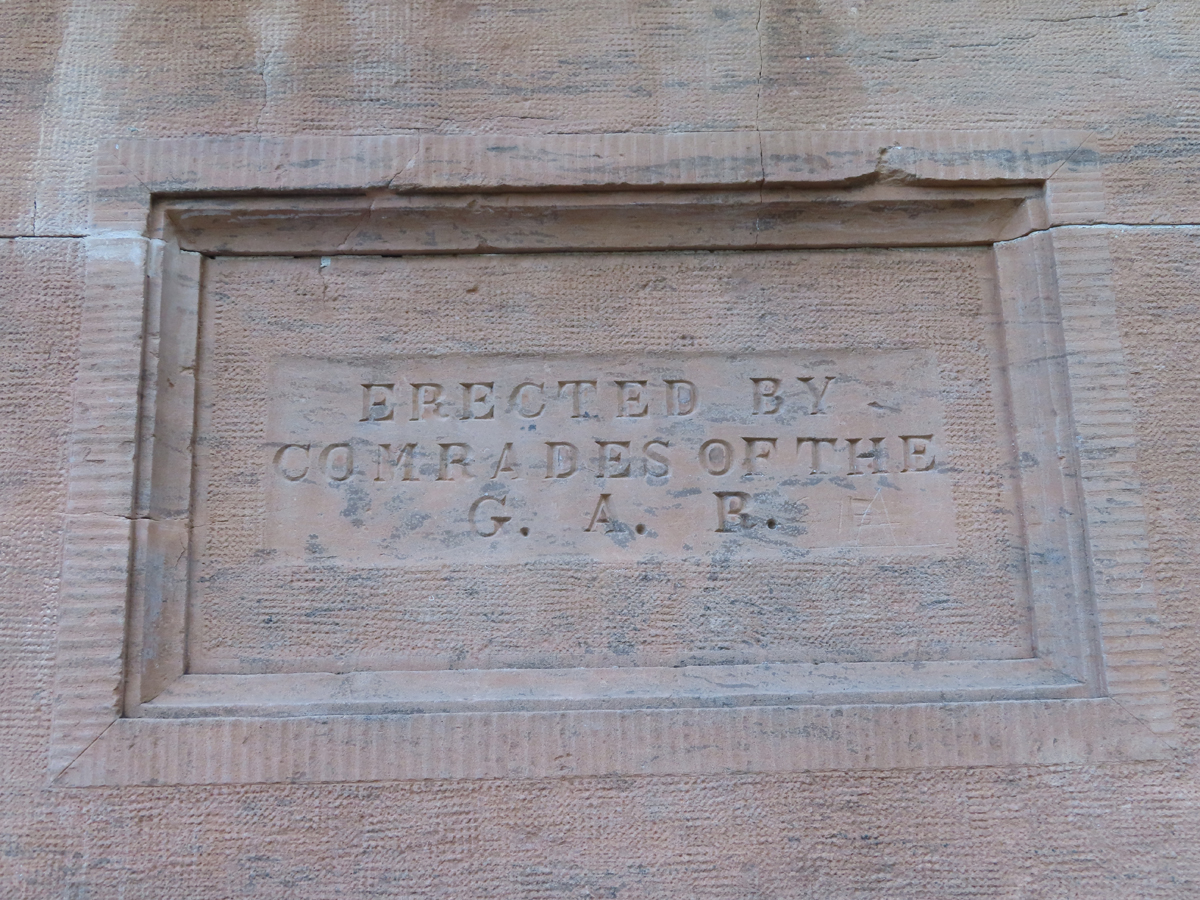 ERECTED BY
COMRADES OF THE
G. A. R.